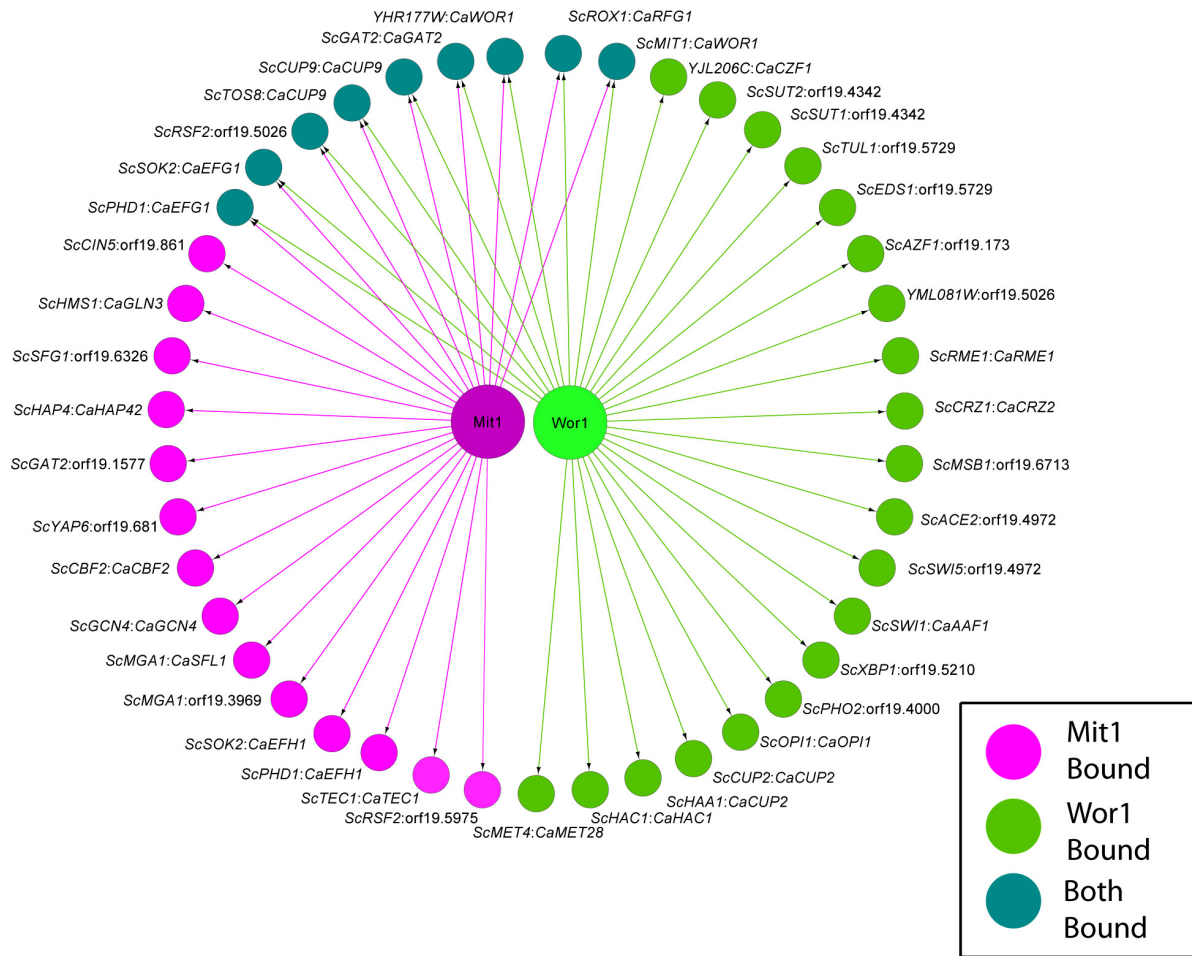 YHR177W:CaWOR1
ScROX1:CaRFG1
ScGAT2:CaGAT2
ScMIT1:CaWOR1
ScCUP9:CaCUP9
YJL206C:CaCZF1
ScTOS8:CaCUP9
ScSUT2:orf19.4342
ScRSF2:orf19.5026
ScSUT1:orf19.4342
ScSOK2:CaEFG1
ScTUL1:orf19.5729
ScPHD1:CaEFG1
ScEDS1:orf19.5729
ScCIN5:orf19.861
ScAZF1:orf19.173
ScHMS1:CaGLN3
YML081W:orf19.5026
ScSFG1:orf19.6326
ScRME1:CaRME1
ScHAP4:CaHAP42
ScCRZ1:CaCRZ2
Mit1
Wor1
ScGAT2:orf19.1577
ScMSB1:orf19.6713
ScYAP6:orf19.681
ScACE2:orf19.4972
ScCBF2:CaCBF2
ScSWI5:orf19.4972
ScGCN4:CaGCN4
ScSWI1:CaAAF1
ScMGA1:CaSFL1
ScXBP1:orf19.5210
ScMGA1:orf19.3969
ScPHO2:orf19.4000
ScSOK2:CaEFH1
ScOPI1:CaOPI1
ScPHD1:CaEFH1
ScCUP2:CaCUP2
ScTEC1:CaTEC1
ScHAA1:CaCUP2
ScRSF2:orf19.5975
ScHAC1:CaHAC1
ScMET4:CaMET28
Mit1
Bound
Wor1
Bound
Both
Bound